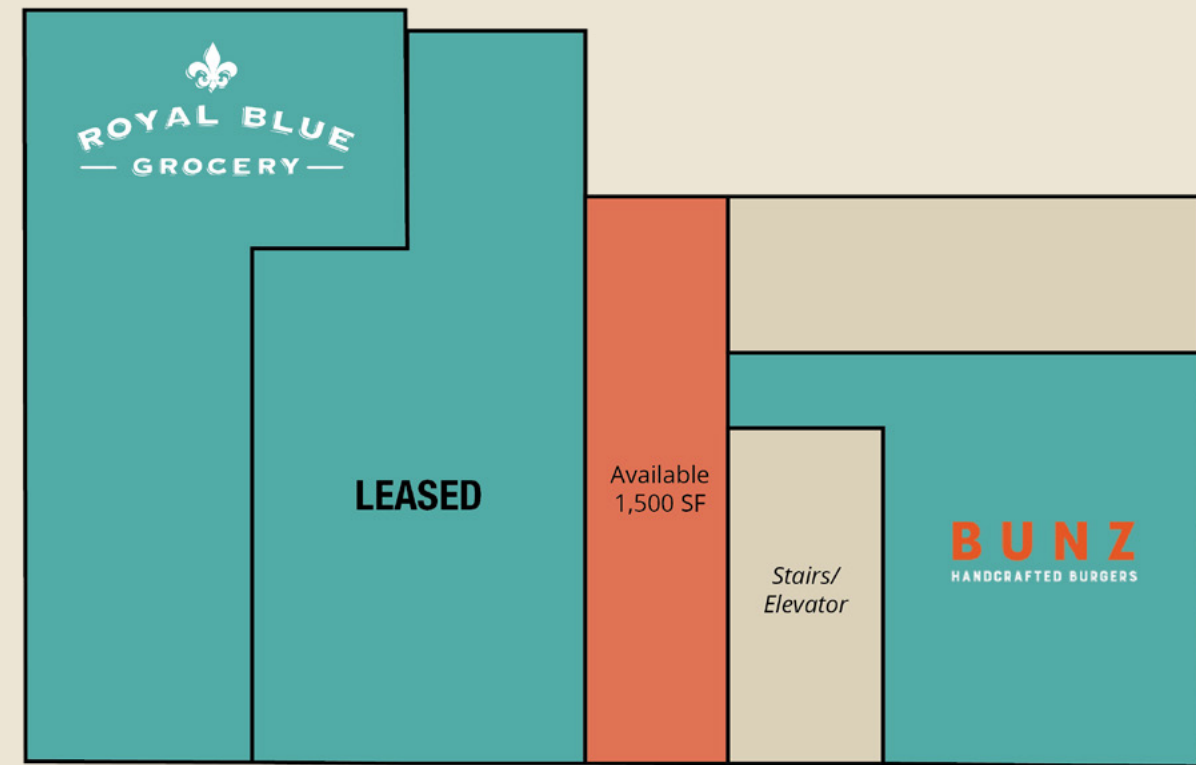 ROYAL BLUE
GROCERY
LEASED
Available
1,500 SF
Stairs/
Elevator
BUNZ
HANDCRAFTED BURGERS